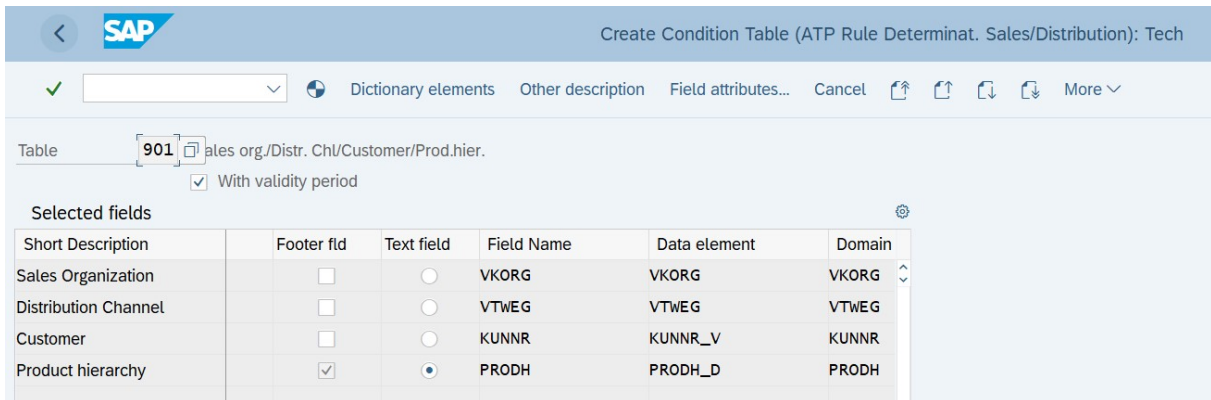 SAP Create Condition Table (ATP Rule Determinat. Sales/Distribution): Tech
Dictionary elements Other description Field attributes... Cancel More
Table 901 ales org./Distr. Chl/Customer/Prod.hier.
With validity period
Selected fields
Short Description Footer fld Text field Field Name Data element Domain
Sales Organization VKORG VKORG VKORG
Distribution Channel VTWEG VTWEG VTWEG
Customer KUNNR KUNNR_V KUNNR
Product hierarchy PRODH PRODH_D PRODH